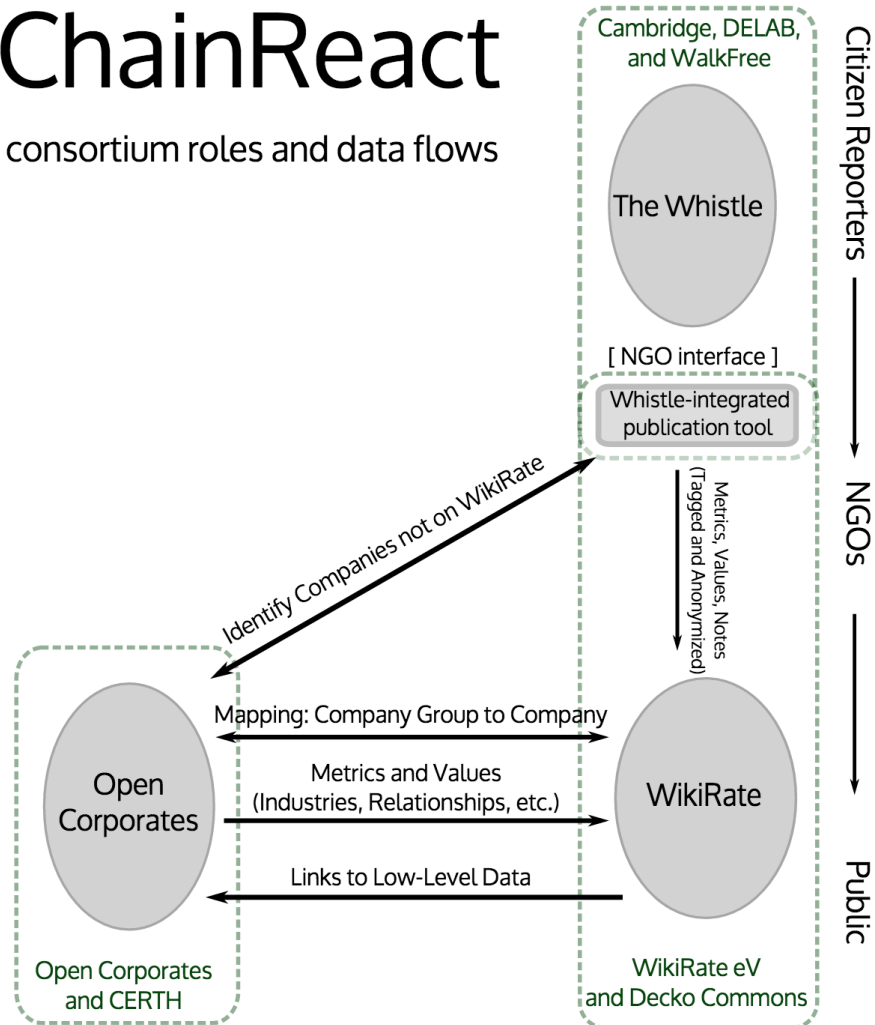 ChainReact
consortium roles and data flows
Cambridge, DELAB,
and WalkFree
The Whistle
[ NGO interface ]
Whistle-integrated
publication tool
Citizen Reporters
NGOs
Public
Identify Companies not on WikiRate
Metrics, Values, Notes
(Tagged and Anonymized)
Mapping: Company Group to Company
Metrics and Values
(Industries, Relationships, etc.)
Links to Low-Level Data
Open
Corporates
WikiRate
Open Corporates
and CERTH
WikiRate eV
and Decko Commons